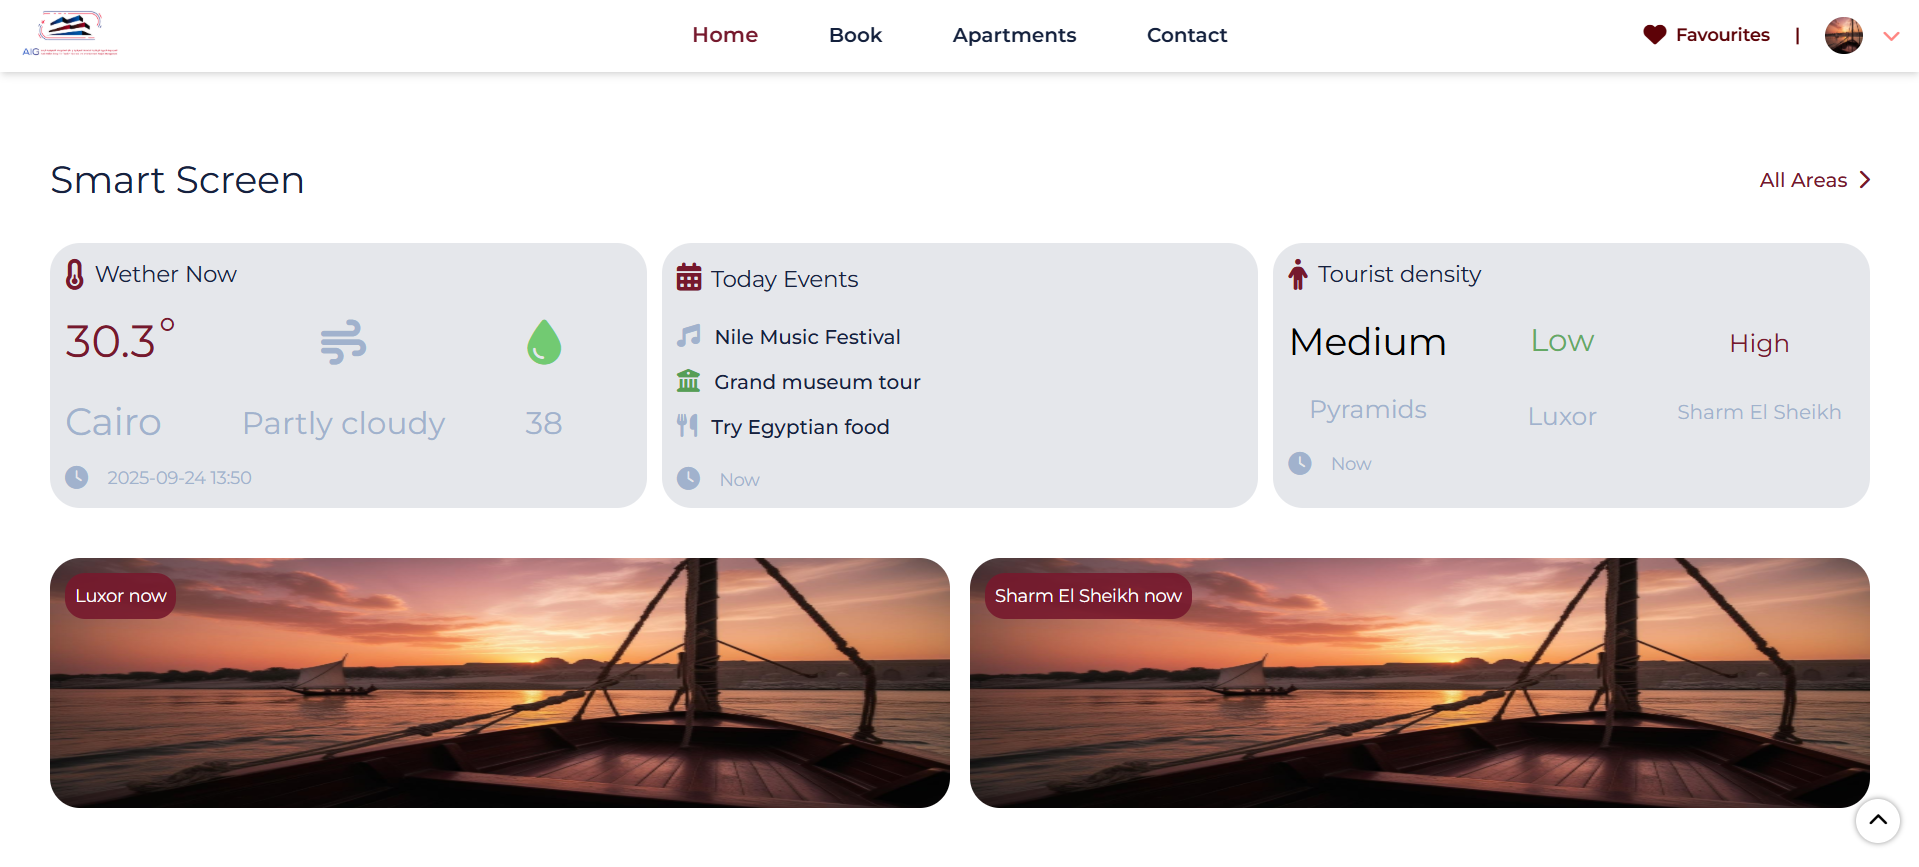 AIG
Home
Book
Apartments
Contact
Favourites
|
Smart Screen
All Areas
Wether Now
30.3°
Cairo
Partly cloudy
38
2025-09-24 13:50
Today Events
Nile Music Festival
Grand museum tour
Try Egyptian food
Now
Tourist density
Medium
Low
High
Pyramids
Luxor
Sharm El Sheikh
Now
Luxor now
Sharm El Sheikh now